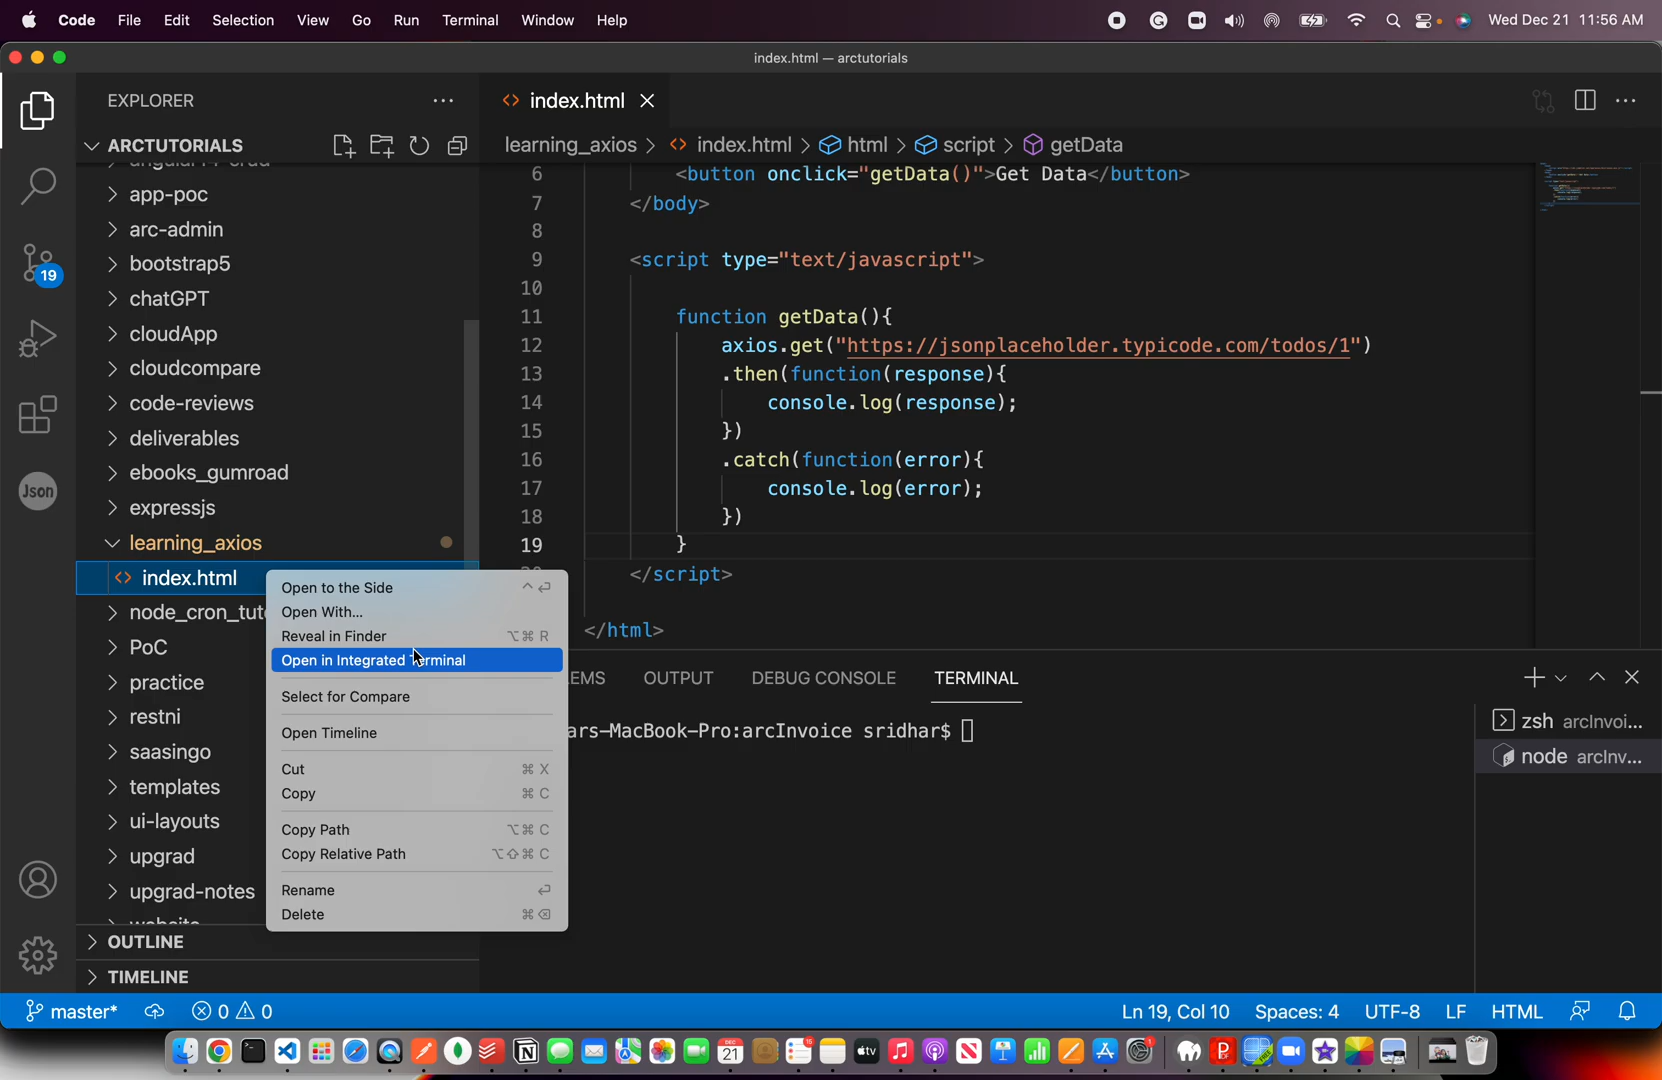 Code File Edit Selection View Go Run Terminal Window Help Wed Dec 21 11:56 AM
index.html — arctutorials
EXPLORER
index.html
ARCTUTORIALS
learning_axios > index.html > html > script > getData
app-poc
arc-admin
bootstrap5
chatGPT
cloudApp
cloudcompare
code-reviews
deliverables
ebooks_gumroad
expressjs
learning_axios
index.html
PoC
practice
restni
saasingo
templates
ui-layouts
upgrad
upgrad-notes
OUTLINE
TIMELINE
19
Json
6 <button onclick="getData()">Get Data</button>
7 </body>
8
9 <script type="text/javascript">
10
11 function getData(){
12 axios.get("https://jsonplaceholder.typicode.com/todos/1")
13 .then(function(response){
14 console.log(response);
15 })
16 .catch(function(error){
17 console.log(error);
18 })
19 }
</script>
</html>
Open to the Side ^ ⏎
Open With...
Reveal in Finder ⌥⌘ R
Open in Integrated Terminal
Select for Compare
Open Timeline
Cut ⌘ X
Copy ⌘ C
Copy Path ⌥⌘ C
Copy Relative Path ⌥⇧⌘ C
Rename ⏎
Delete ⌘⌫
OUTPUT DEBUG CONSOLE TERMINAL
ars-MacBook-Pro:arcInvoice sridhar$
zsh arcInvoi...
node arcInv...
master* 0 0 Ln 19, Col 10 Spaces: 4 UTF-8 LF HTML